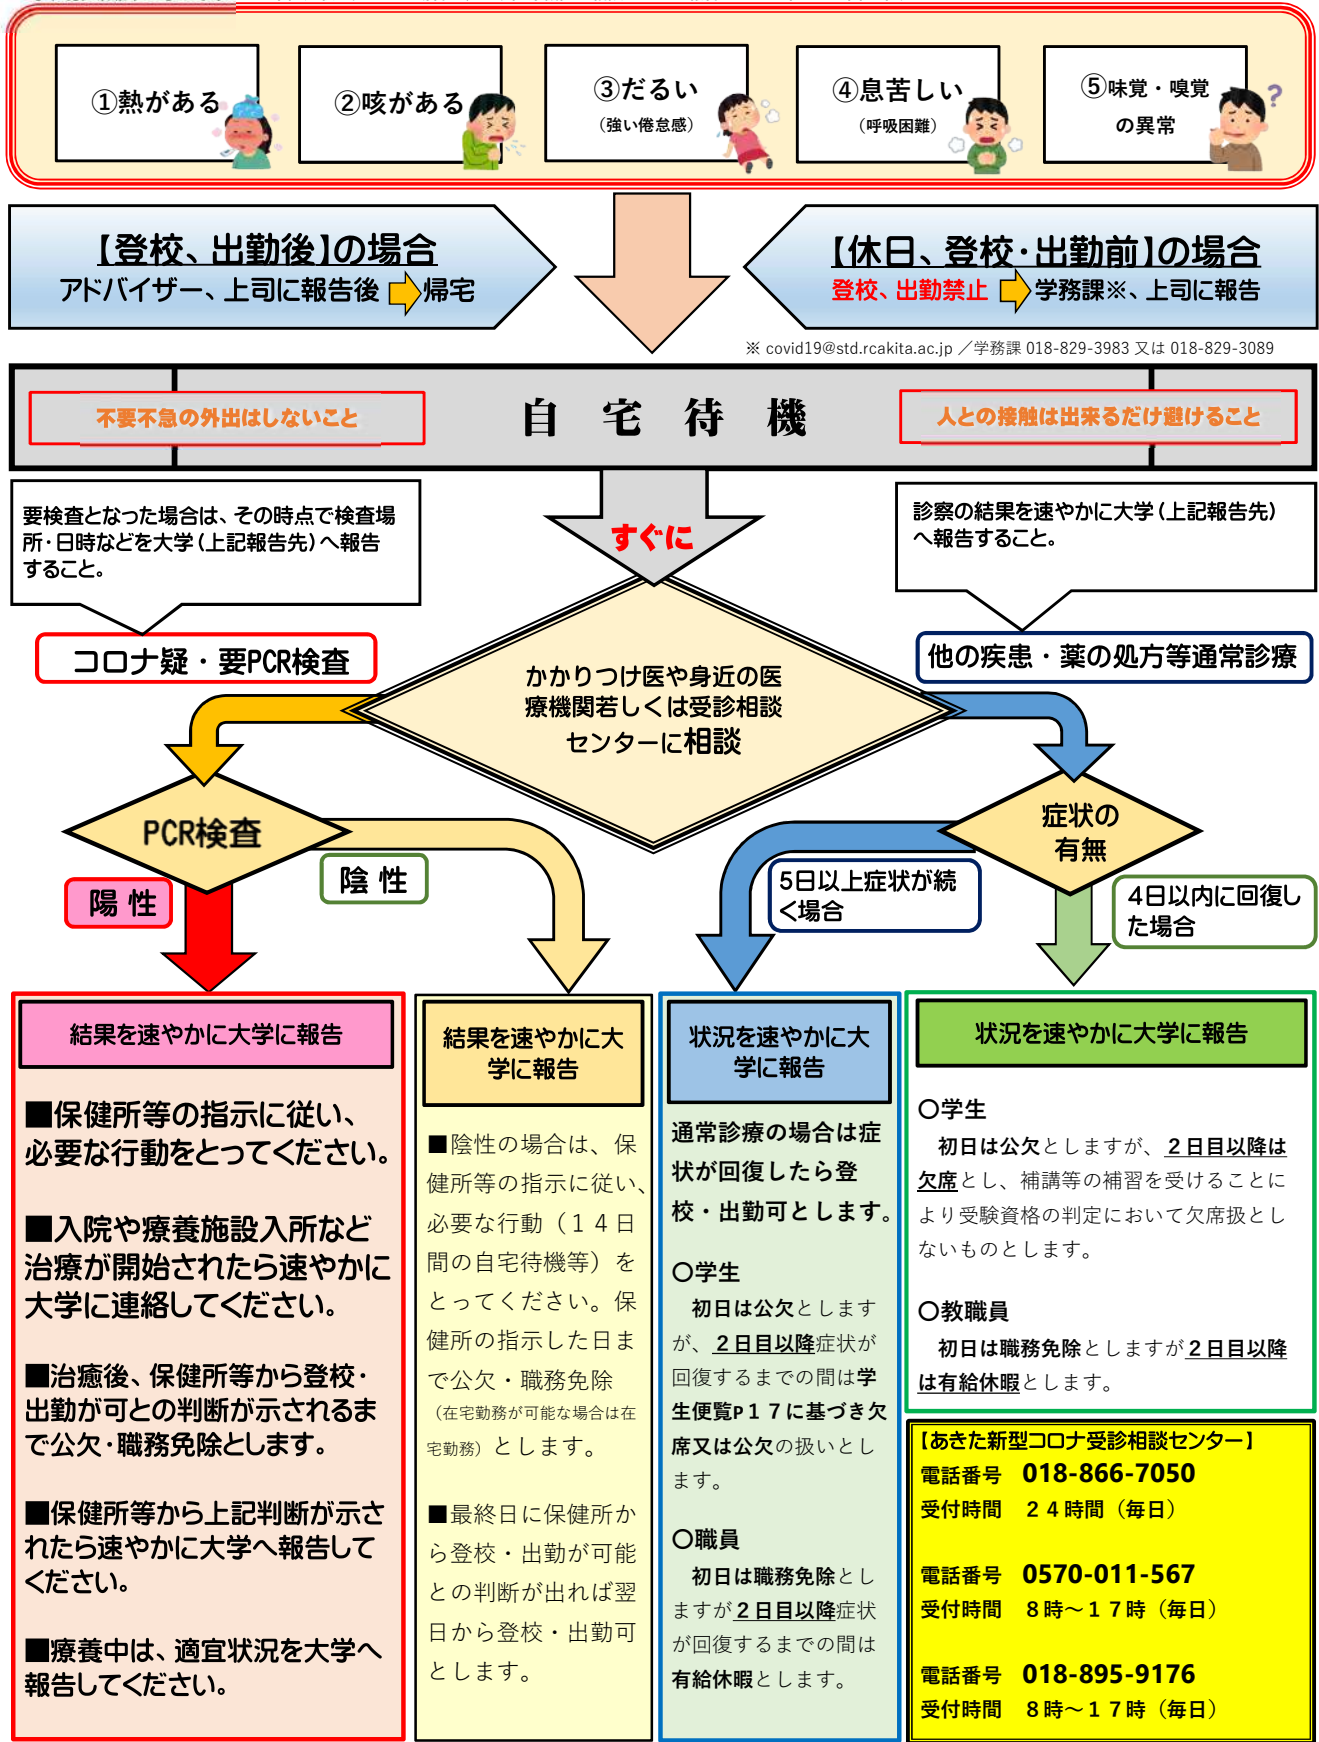 ①熱がある
②咳がある
③だるい
（強い倦怠感）
④息苦しい
（呼吸困難）
⑤味覚・嗅覚
の異常
?
【登校、出勤後】の場合
アドバイザー、上司に報告後 帰宅
【休日、登校・出勤前】の場合
登校、出勤禁止 学務課※、上司に報告
※ covid19@std.rcakita.ac.jp ／学務課 018-829-3983 又は 018-829-3089
不要不急の外出はしないこと
自宅待機
人との接触は出来るだけ避けること
要検査となった場合は、その時点で検査場
所・日時などを大学（上記報告先）へ報告
すること。
すぐに
診察の結果を速やかに大学（上記報告先）
へ報告すること。
コロナ疑・要PCR検査
他の疾患・薬の処方等通常診療
かかりつけ医や身近の医
療機関若しくは受診相談
センターに相談
PCR検査
症状の
有無
陽性
陰性
5日以上症状が続
く場合
4日以内に回復し
た場合
結果を速やかに大学に報告
■保健所等の指示に従い、
必要な行動をとってください。
■入院や療養施設入所など
治療が開始されたら速やかに
大学に連絡してください。
■治癒後、保健所等から登校・
出勤が可との判断が示されるま
で公欠・職務免除とします。
■保健所等から上記判断が示さ
れたら速やかに大学へ報告して
ください。
■療養中は、適宜状況を大学へ
報告してください。
結果を速やかに大
学に報告
■陰性の場合は、保
健所等の指示に従い、
必要な行動（１４日
間の自宅待機等）を
とってください。保
健所の指示した日ま
で公欠・職務免除
（在宅勤務が可能な場合は在
宅勤務）とします。
■最終日に保健所か
ら登校・出勤が可能
との判断が出れば翌
日から登校・出勤可
とします。
状況を速やかに大
学に報告
通常診療の場合は症
状が回復したら登
校・出勤可とします。
〇学生
初日は公欠とします
が、２日目以降症状が
回復するまでの間は学
生便覧P１７に基づき欠
席又は公欠の扱いとし
ます。
〇職員
初日は職務免除とし
ますが２日目以降症状
が回復するまでの間は
有給休暇とします。
状況を速やかに大学に報告
〇学生
初日は公欠としますが、２日目以降は
欠席とし、補講等の補習を受けることに
より受験資格の判定において欠席扱とし
ないものとします。
〇教職員
初日は職務免除としますが２日目以降
は有給休暇とします。
【あきた新型コロナ受診相談センター】
電話番号 018-866-7050
受付時間 ２４時間（毎日）
電話番号 0570-011-567
受付時間 ８時～１７時（毎日）
電話番号 018-895-9176
受付時間 ８時～１７時（毎日）